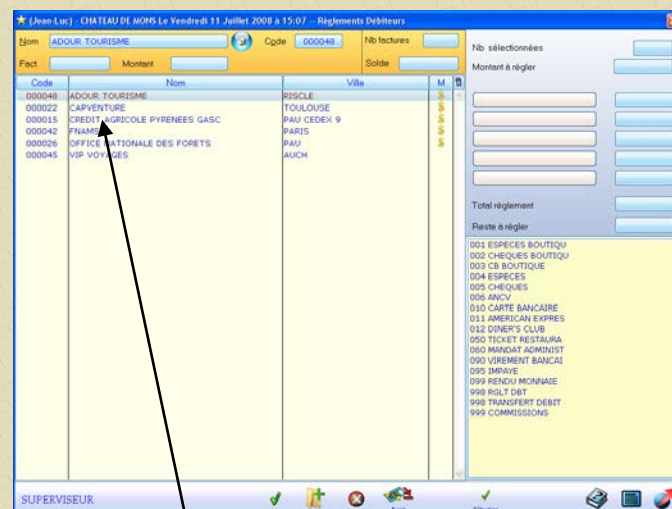 (Jean-Luc) - CHATEAU DE MONS Le Vendredi 11 Juillet 2008 à 15:07 -- Règlements Débiteurs
Nom ADOUR TOURISME Code 000048 Nb factures
Fact. Montant Solde
Nb sélectionnées
Montant à régler
Code Nom Ville M
000048 ADOUR TOURISME RISCLE $
000022 CAPVENTURE TOULOUSE $
000015 CREDIT AGRICOLE PYRENEES GASC PAU CEDEX 9 $
000042 FNAMS PARIS $
000026 OFFICE NATIONALE DES FORETS PAU $
000045 VIP VOYAGES AUCH
Total règlement
Reste à régler
001 ESPECES BOUTIQU
002 CHEQUES BOUTIQU
003 CB BOUTIQUE
004 ESPECES
005 CHEQUES
006 ANCV
010 CARTE BANCAIRE
011 AMERICAN EXPRES
012 DINER'S CLUB
050 TICKET RESTAURA
060 MANDAT ADMINIST
090 VIREMENT BANCAI
095 IMPAYE
099 RENDU MONNAIE
998 RGLT DBT
998 TRANSFERT DEBIT
999 COMMISSIONS
SUPERVISEUR